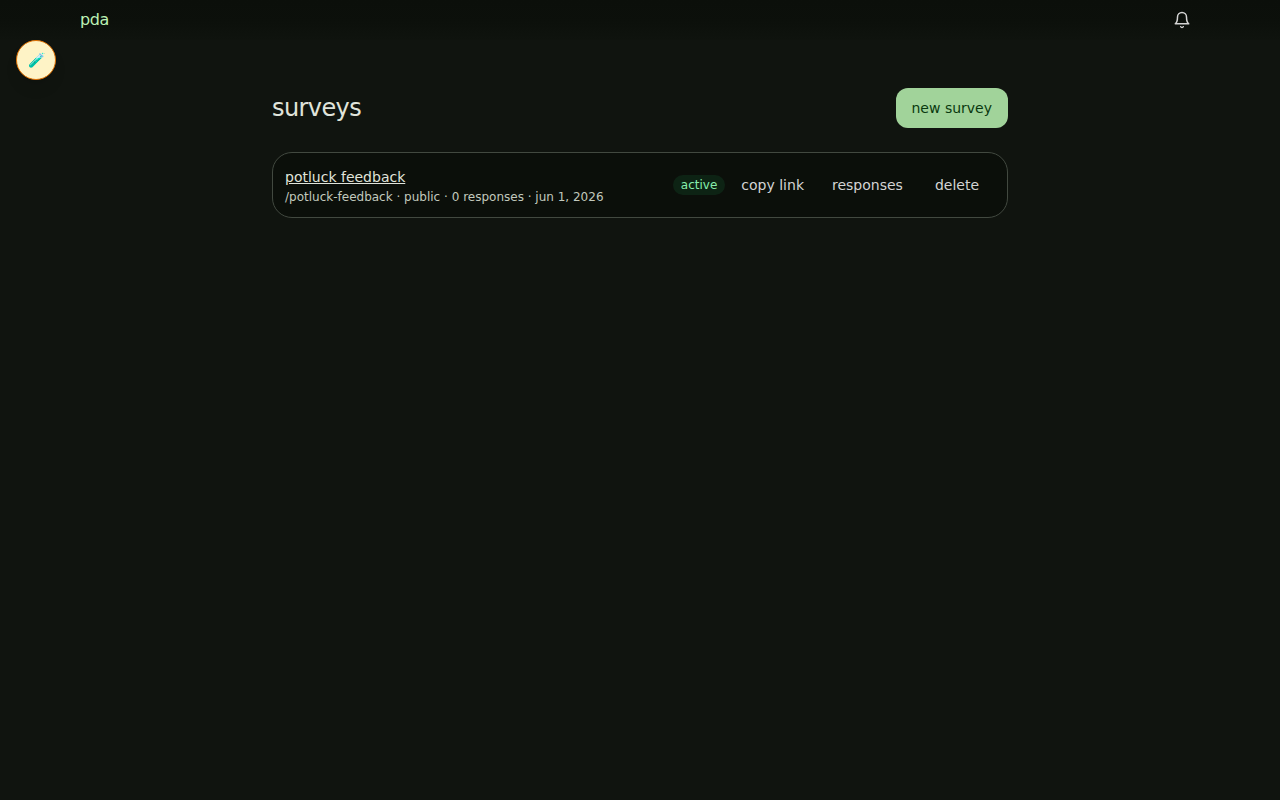 pda
surveys
new survey
potluck feedback
/potluck-feedback · public · 0 responses · jun 1, 2026
active
copy link
responses
delete